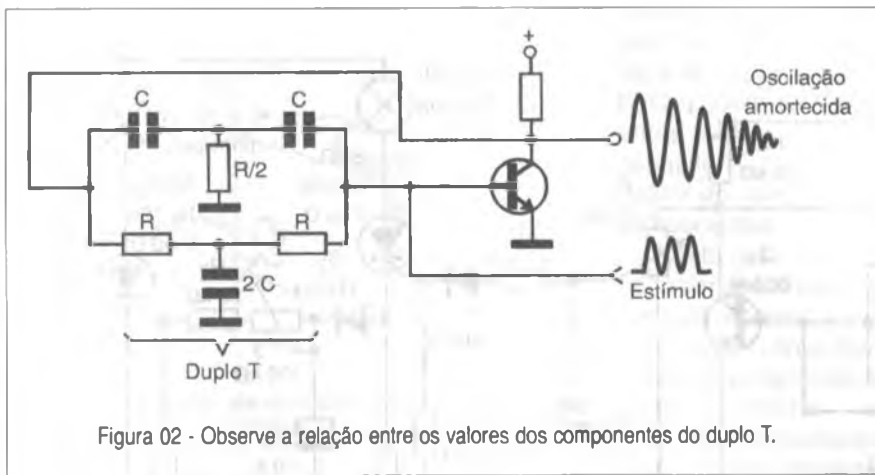 +
Oscilação
amortecida
C
C
R/2
R
R
2 C
Estímulo
Duplo T
Figura 02 - Observe a relação entre os valores dos componentes do duplo T.